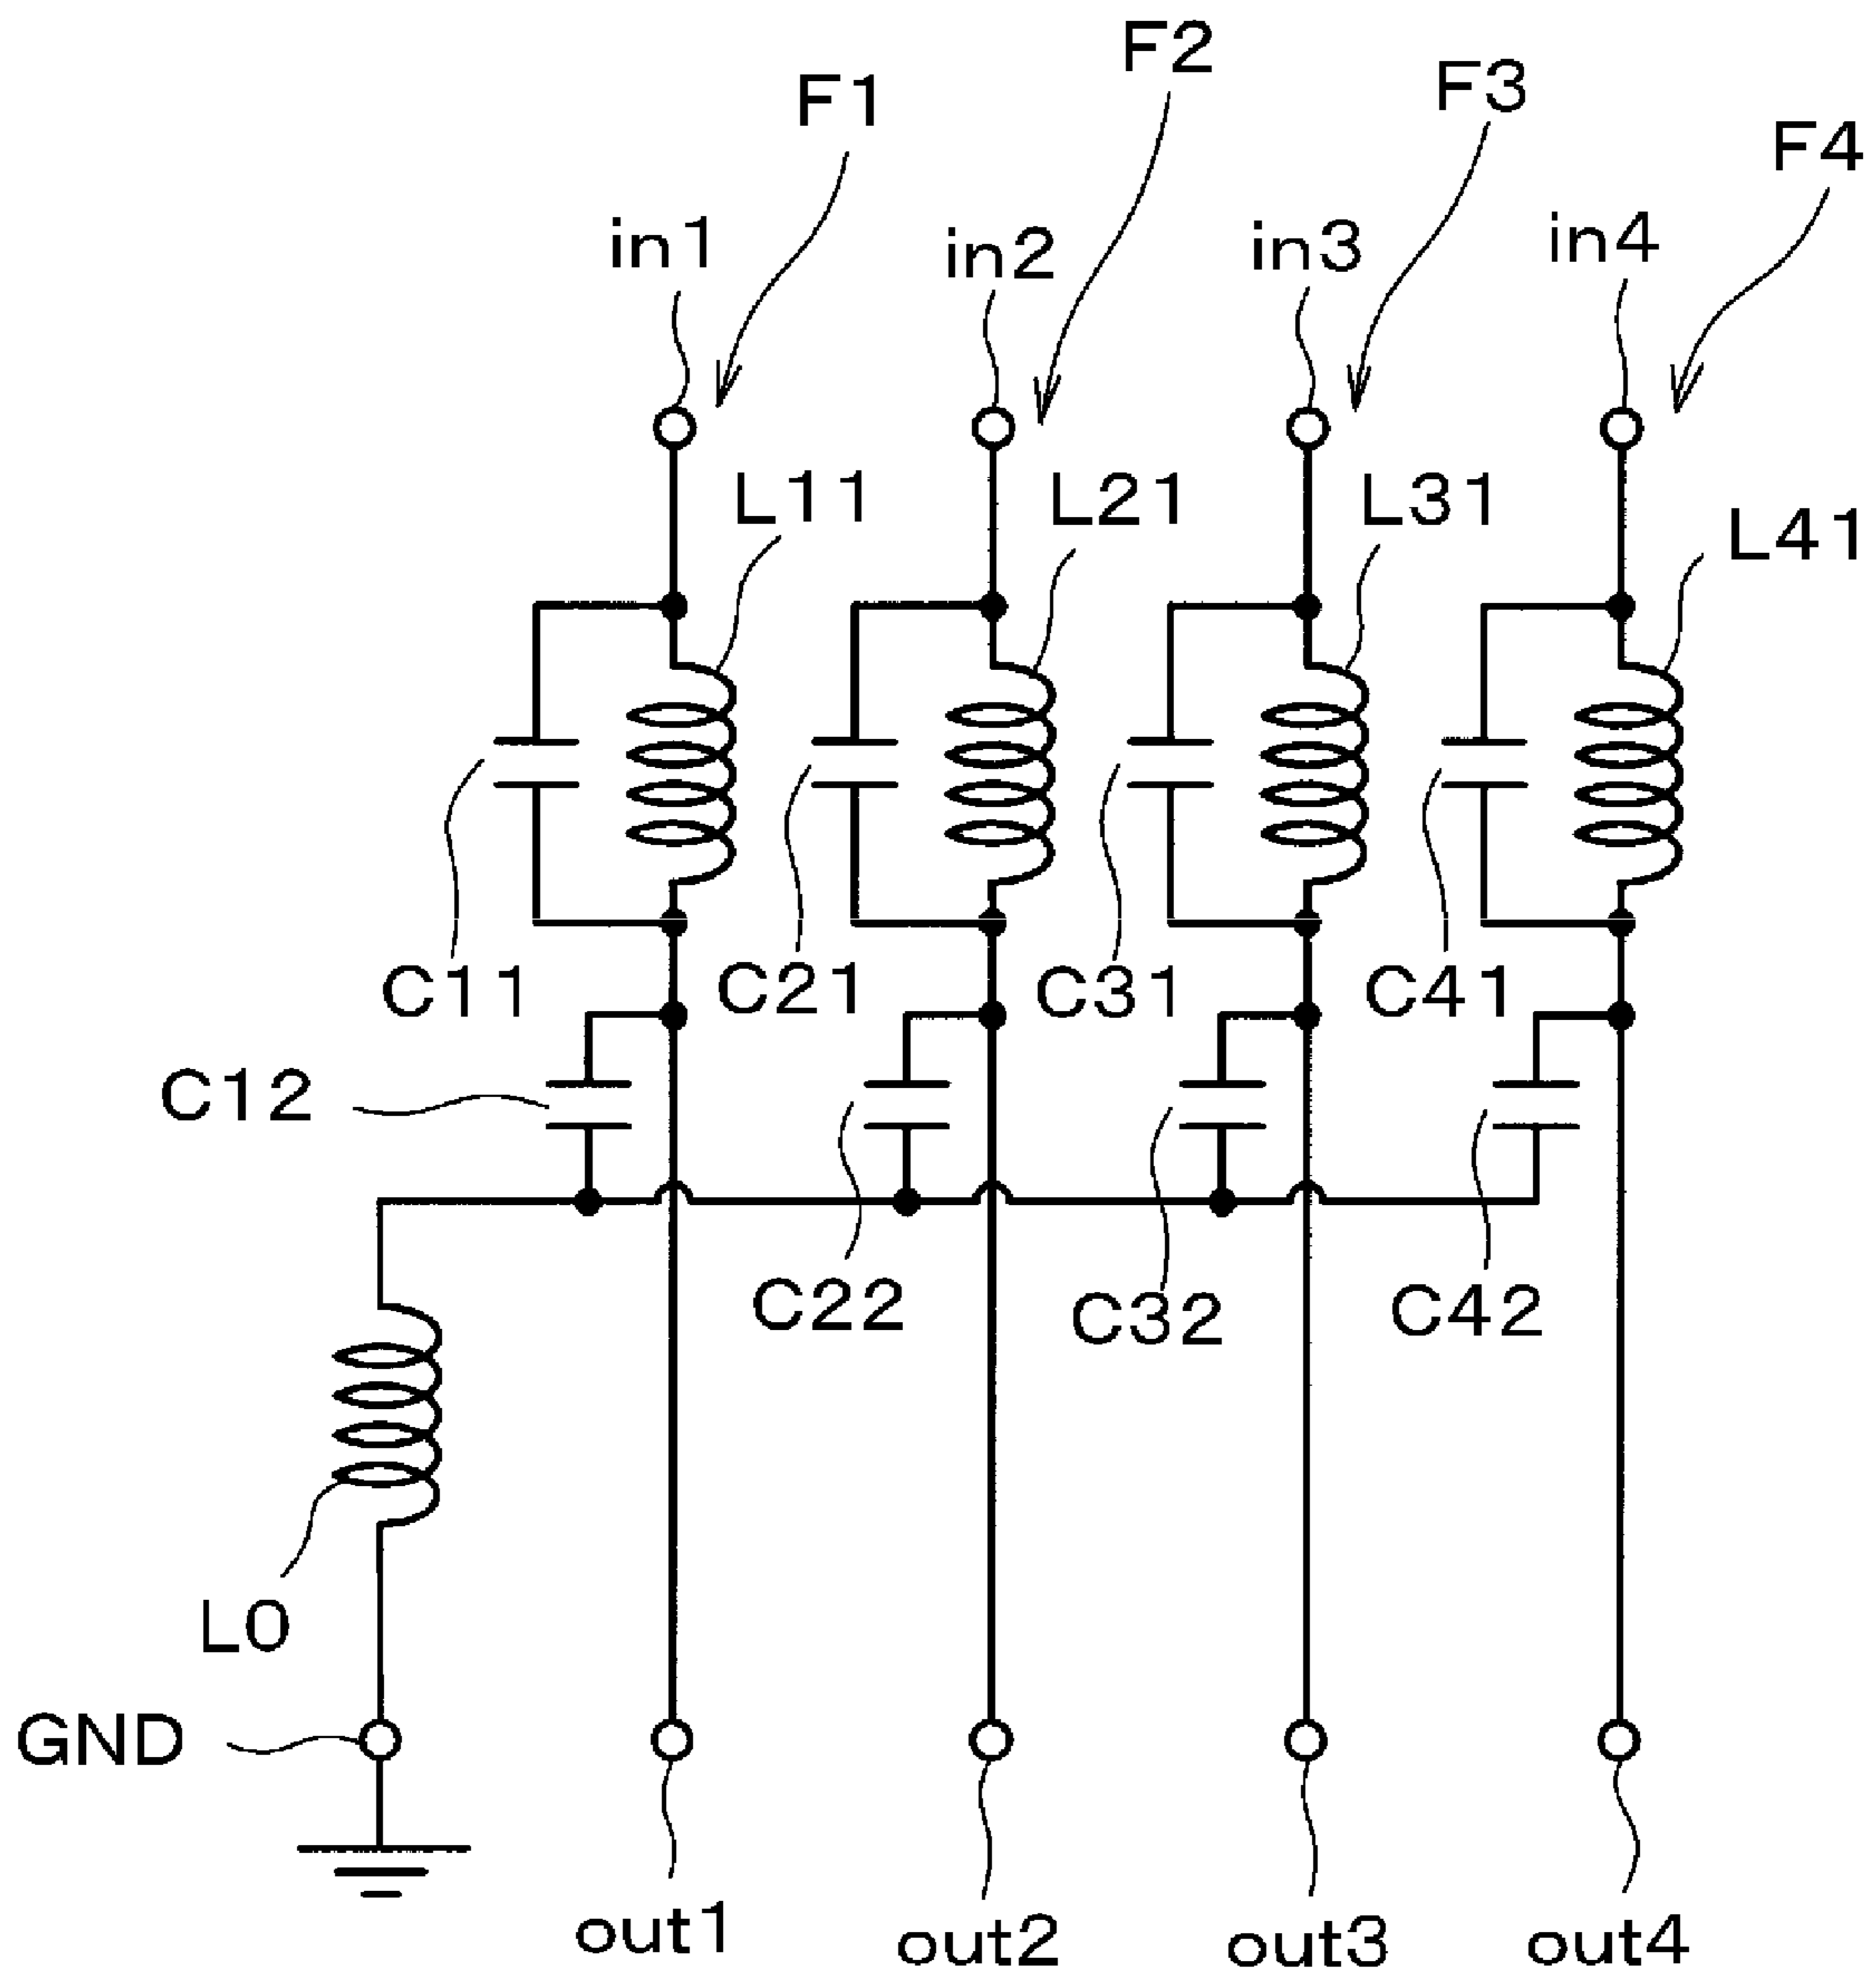 F1
F2
F3
F4
in1
in2
in3
in4
L11
L21
L31
L41
C11
C21
C31
C41
C12
C22
C32
C42
L0
GND
out1
out2
out3
out4